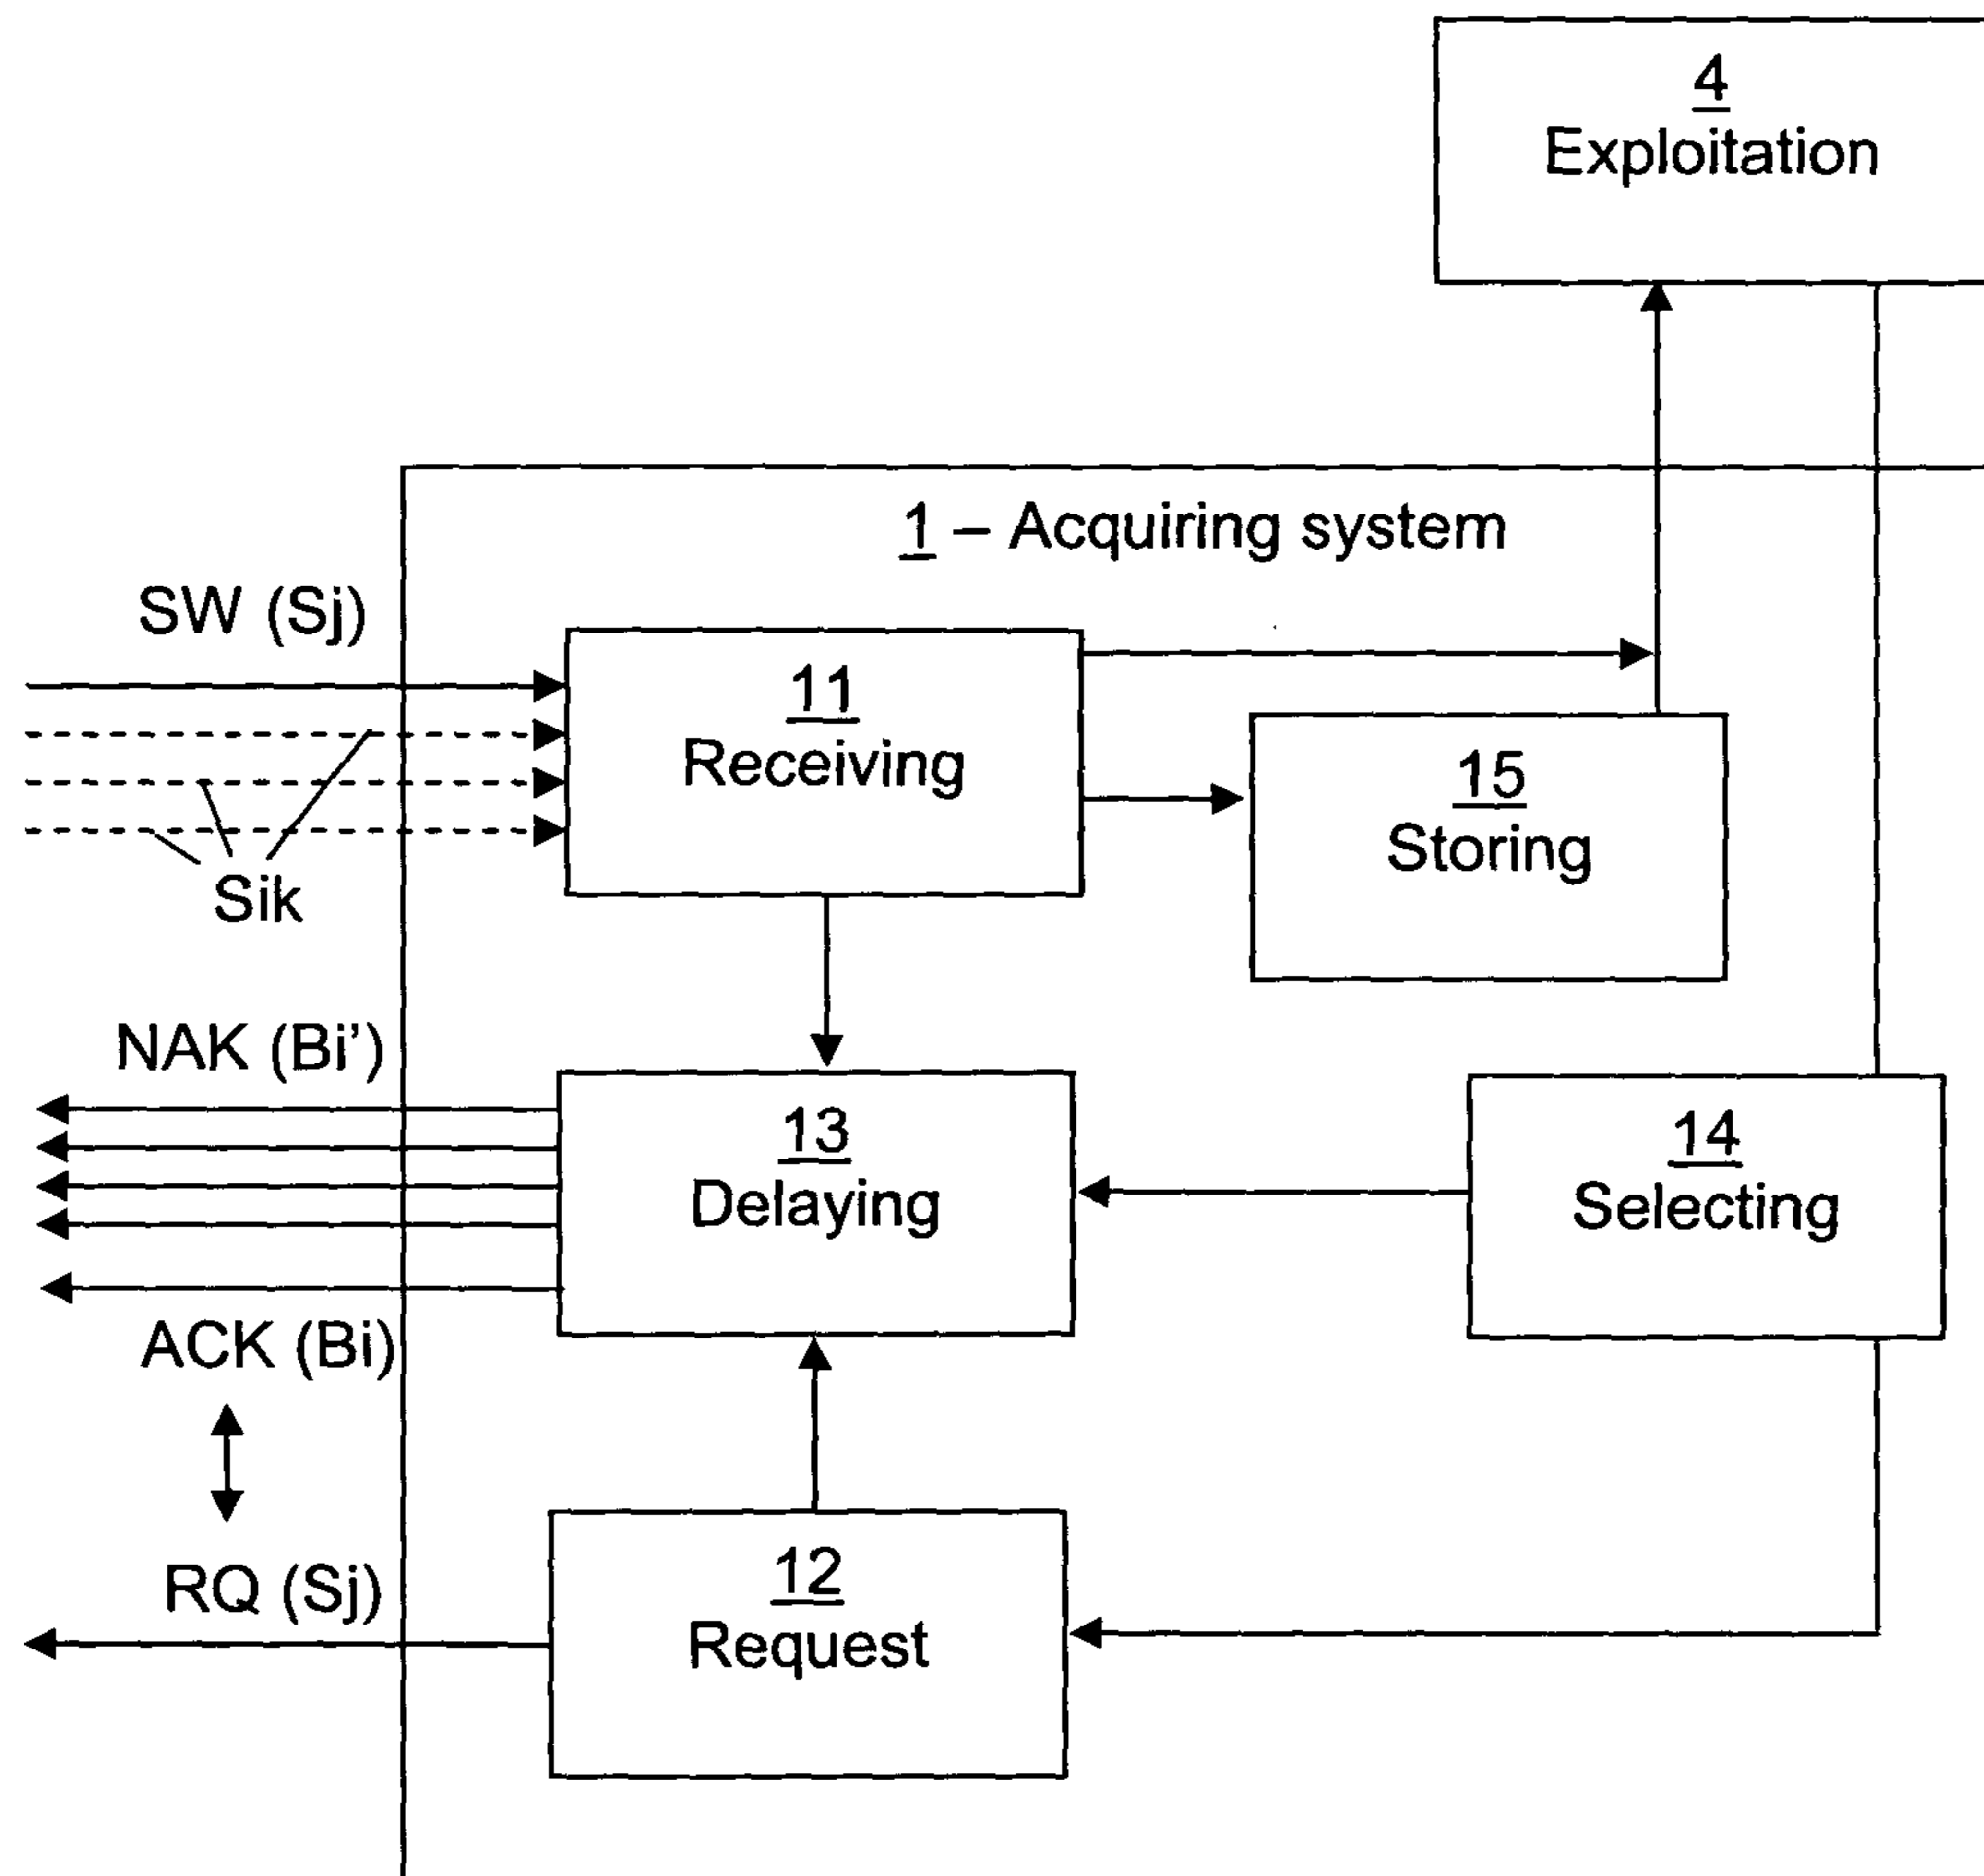 4
Exploitation
1 – Acquiring system
SW (Sj)
11
Receiving
15
Storing
Sik
NAK (Bi’)
13
Delaying
14
Selecting
ACK (Bi)
12
Request
RQ (Sj)